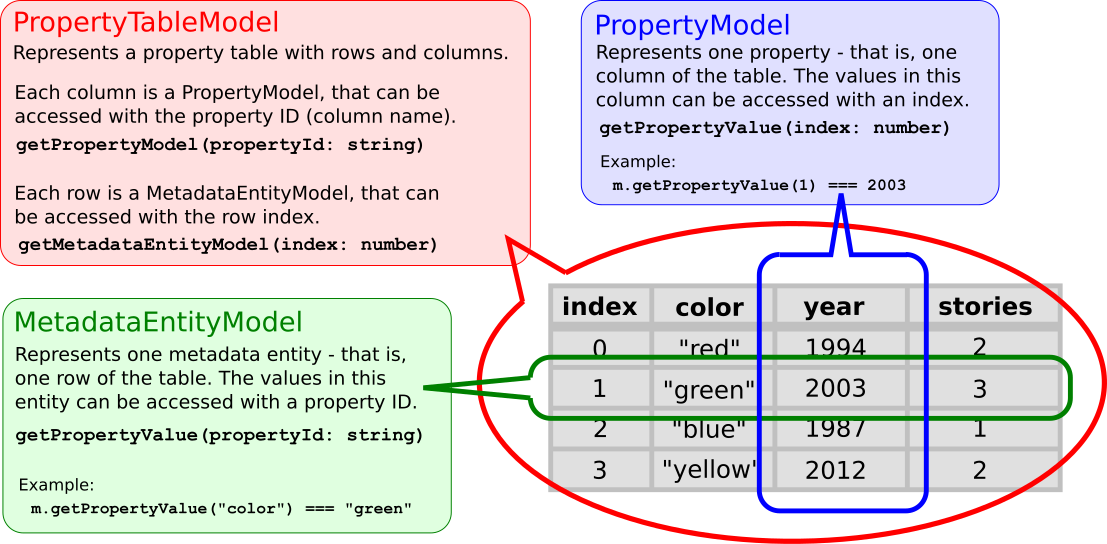 PropertyTableModel
Represents a property table with rows and columns.
Each column is a PropertyModel, that can be
accessed with the property ID (column name).
getPropertyModel(propertyId: string)
Each row is a MetadataEntityModel, that can
be accessed with the row index.
getMetadataEntityModel(index: number)
PropertyModel
Represents one property - that is, one
column of the table. The values in this
column can be accessed with an index.
getPropertyValue(index: number)
Example:
m.getPropertyValue(1) === 2003
MetadataEntityModel
Represents one metadata entity - that is,
one row of the table. The values in this
entity can be accessed with a property ID.
getPropertyValue(propertyId: string)
Example:
m.getPropertyValue("color") === "green"
index color year stories
0 "red" 1994 2
1 "green" 2003 3
2 "blue" 1987 1
3 "yellow" 2012 2